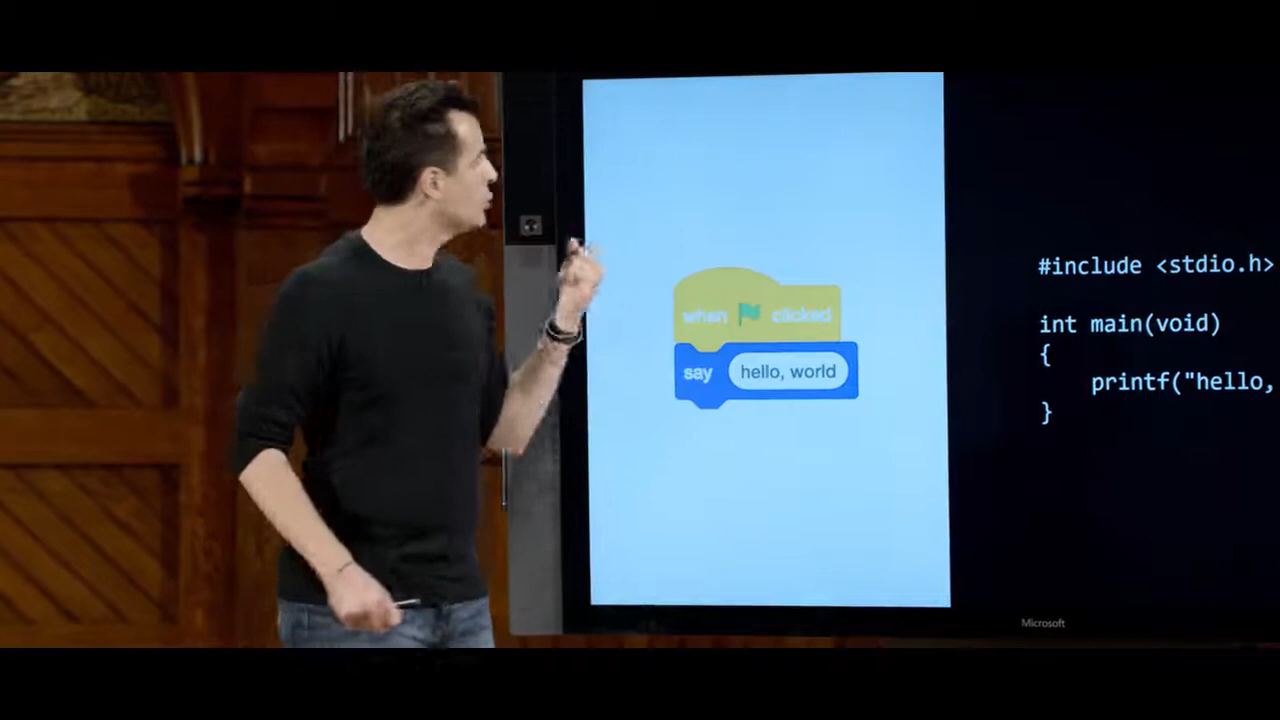 when clicked
say hello, world
#include <stdio.h>
int main(void)
{
printf("hello,
}
Microsoft